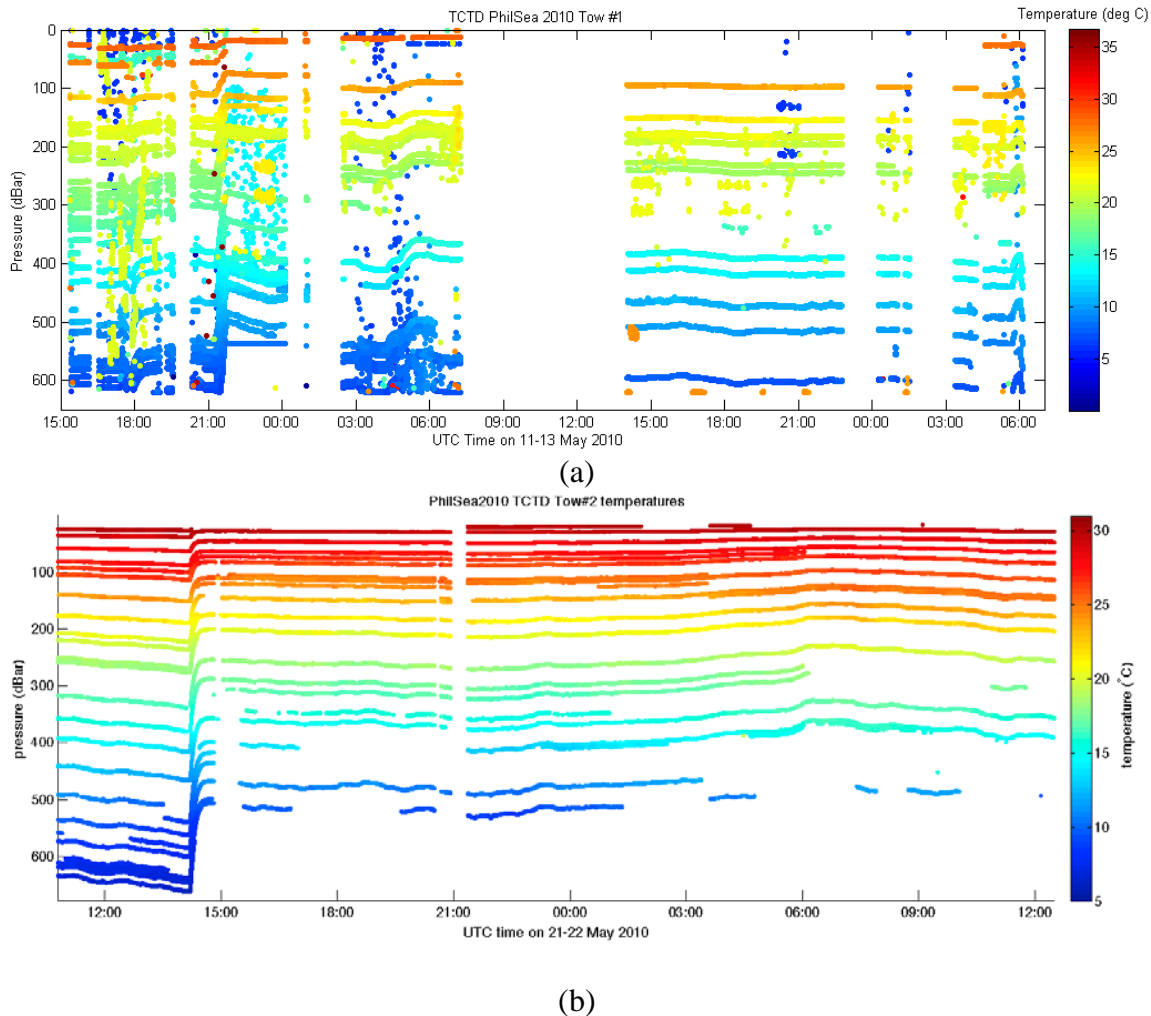 TCTD PhilSea 2010 Tow #1
Temperature (deg C)
0
100
200
300
400
500
600
Pressure (dBar)
35
30
25
20
15
10
5
15:00 18:00 21:00 00:00 03:00 06:00 09:00 12:00 15:00 18:00 21:00 00:00 03:00 06:00
UTC Time on 11-13 May 2010
(a)
PhilSea2010 TCTD Tow#2 temperatures
100
200
300
400
500
600
pressure (dBar)
30
25
20
15
10
5
temperature (˚C)
12:00 15:00 18:00 21:00 00:00 03:00 06:00 09:00 12:00
UTC time on 21-22 May 2010
(b)